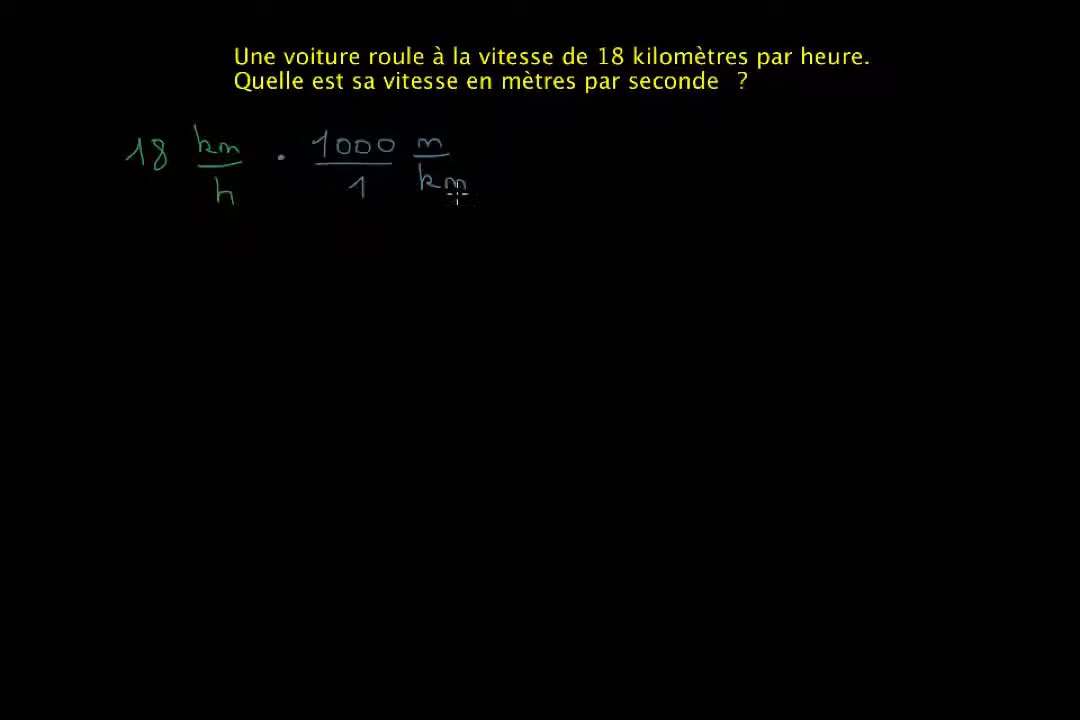 Une voiture roule à la vitesse de 18 kilomètres par heure.
Quelle est sa vitesse en mètres par seconde ?
18 km/h · 1000/1 m/km